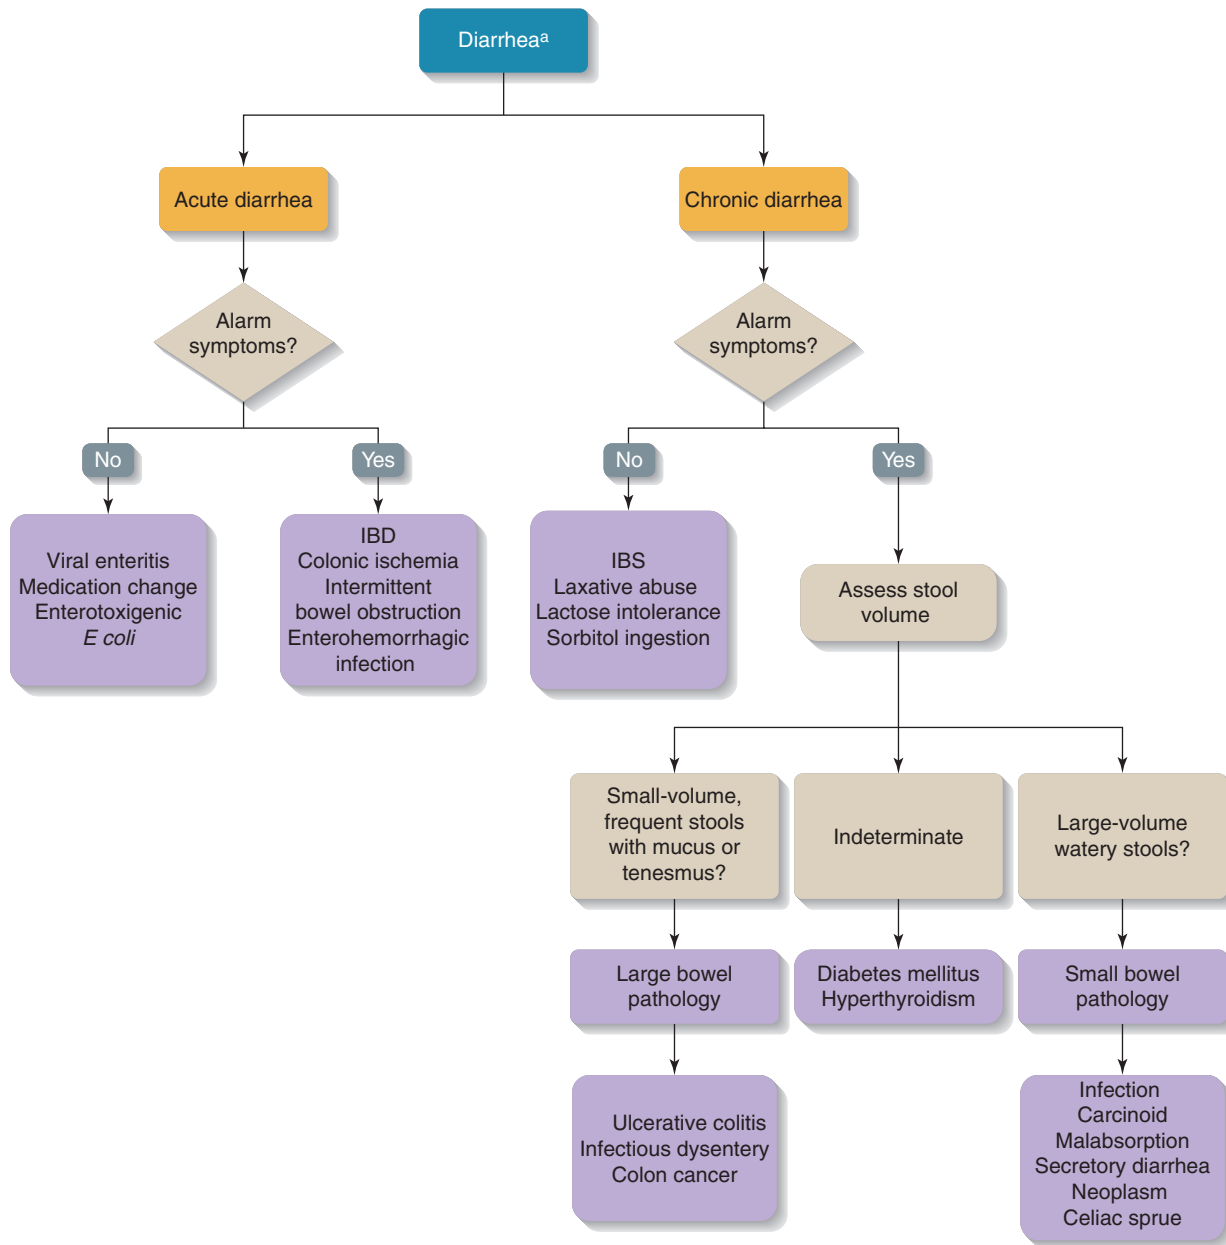 Diarrheaᵃ
Acute diarrhea
Chronic diarrhea
Alarm
symptoms?
Alarm
symptoms?
No
Yes
No
Yes
Viral enteritis
Medication change
Enterotoxigenic
E coli
IBD
Colonic ischemia
Intermittent
bowel obstruction
Enterohemorrhagic
infection
IBS
Laxative abuse
Lactose intolerance
Sorbitol ingestion
Assess stool
volume
Small-volume,
frequent stools
with mucus or
tenesmus?
Indeterminate
Large-volume
watery stools?
Large bowel
pathology
Diabetes mellitus
Hyperthyroidism
Small bowel
pathology
Ulcerative colitis
Infectious dysentery
Colon cancer
Infection
Carcinoid
Malabsorption
Secretory diarrhea
Neoplasm
Celiac sprue